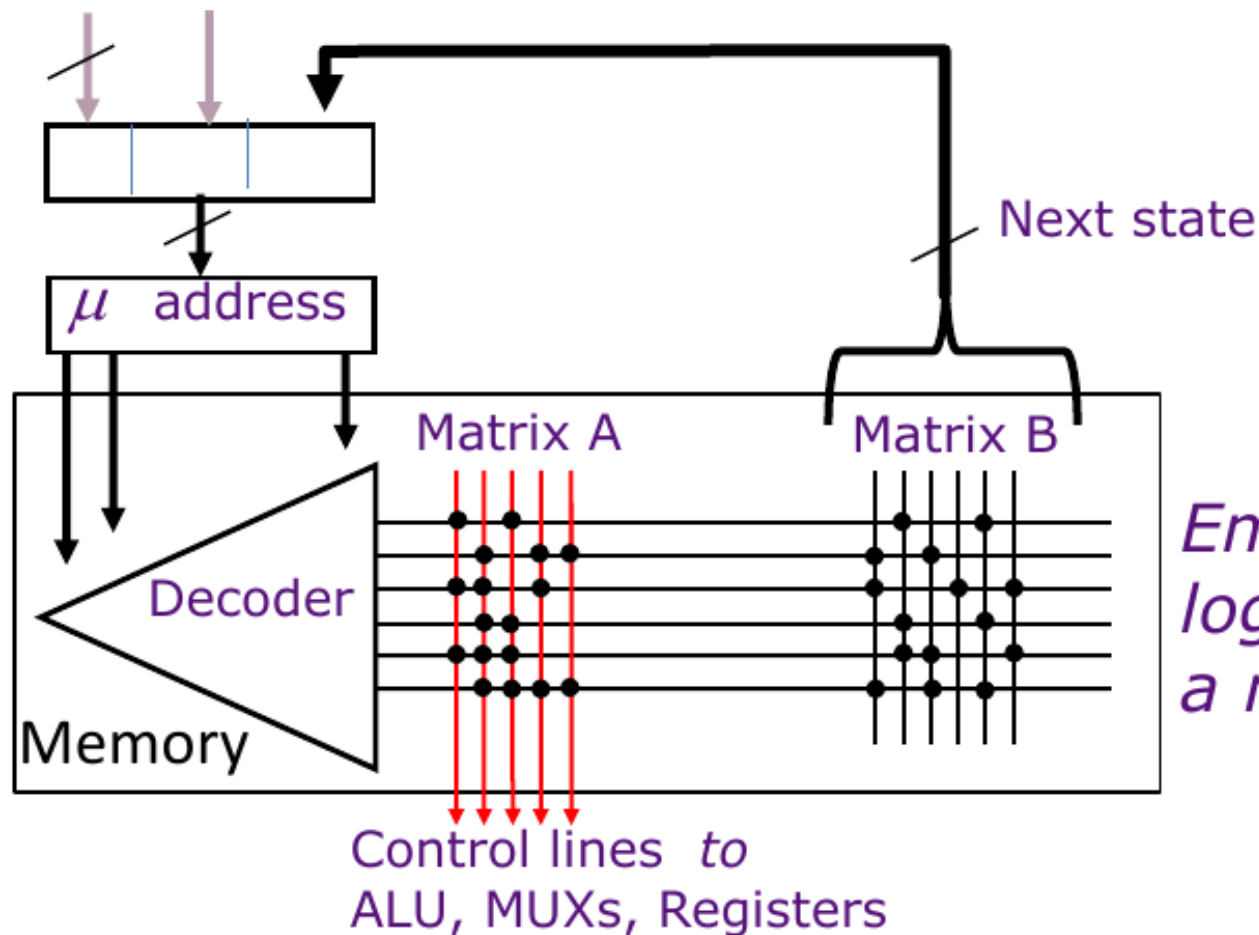 Next state
μ address
Matrix A
Matrix B
Decoder
Memory
Control lines to
ALU, MUXs, Registers